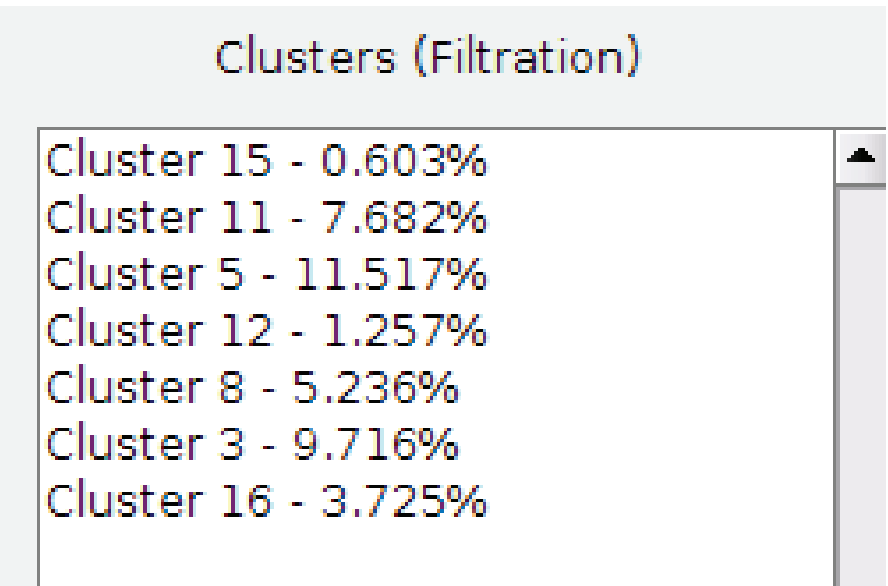 Clusters (Filtration)
Cluster 15 - 0.603%
Cluster 11 - 7.682%
Cluster 5 - 11.517%
Cluster 12 - 1.257%
Cluster 8 - 5.236%
Cluster 3 - 9.716%
Cluster 16 - 3.725%